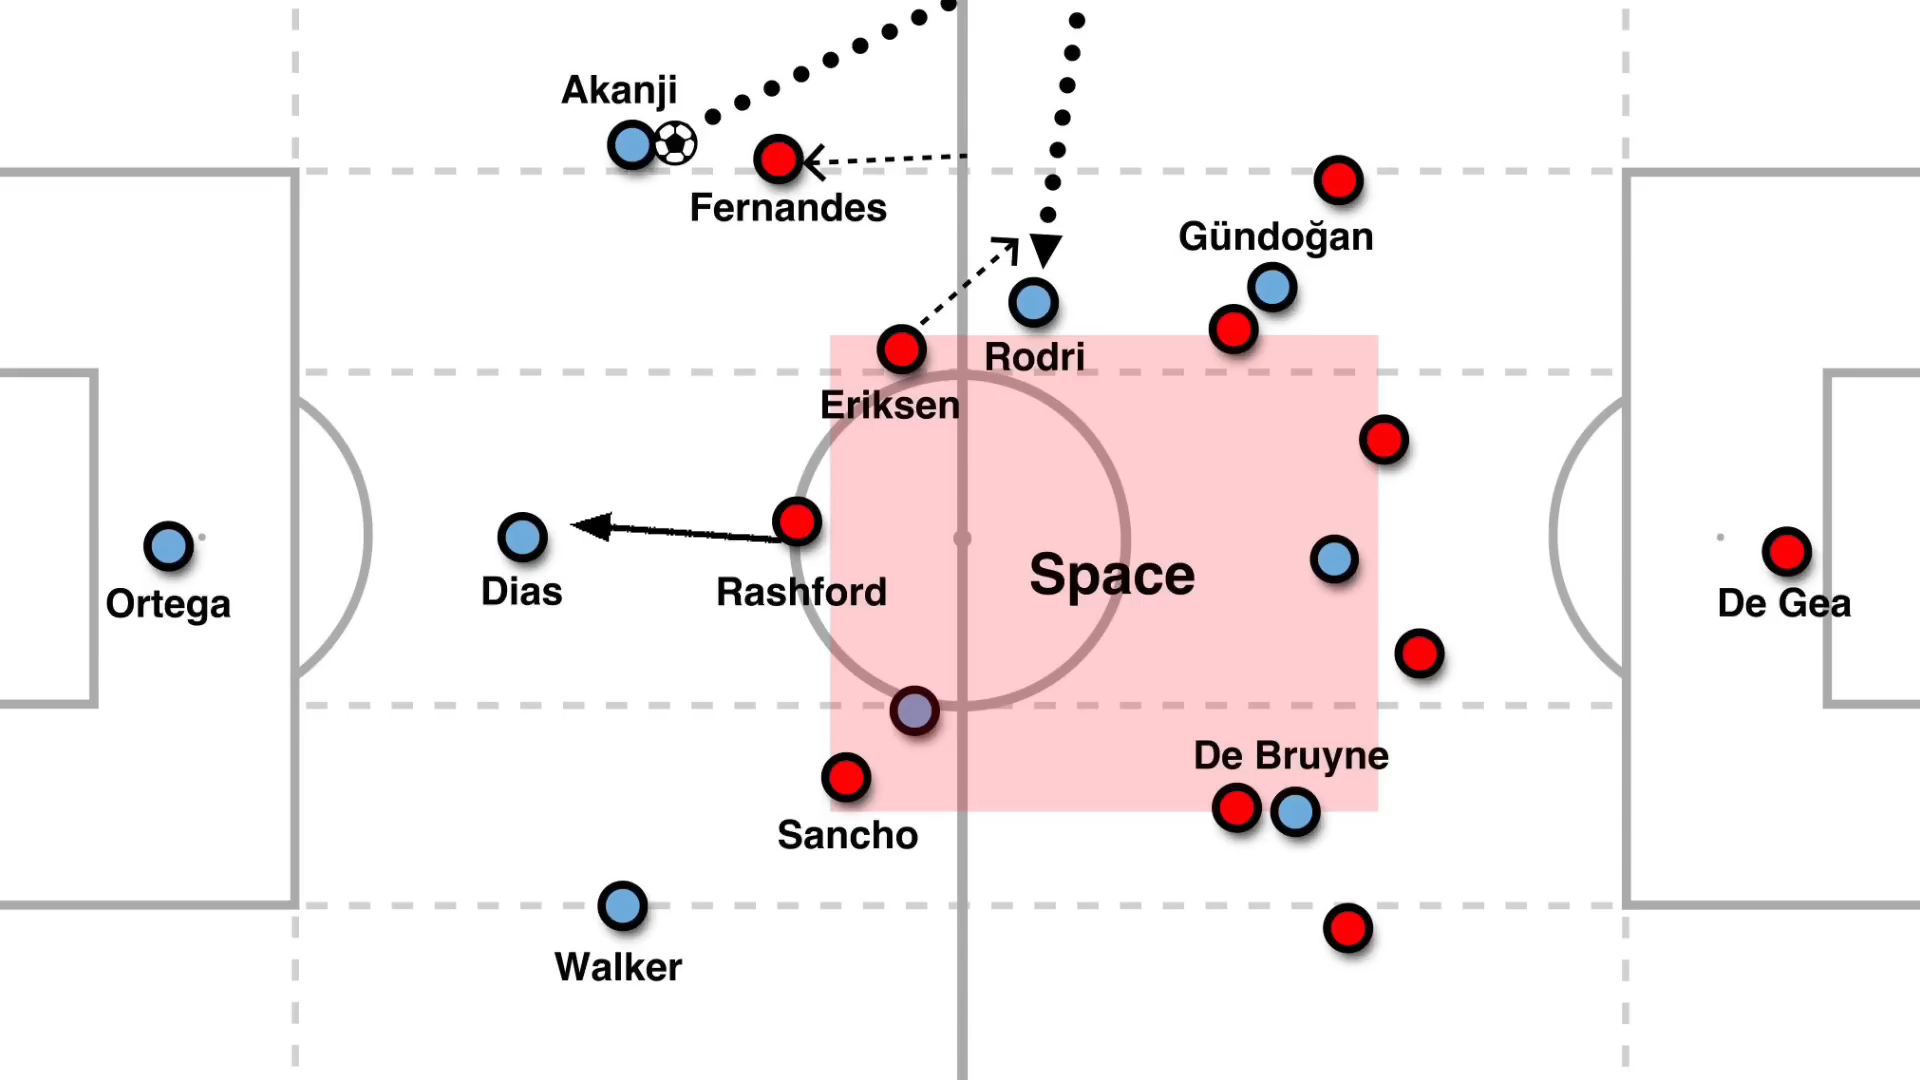 Akanji
Fernandes
Gündoğan
Rodri
Eriksen
Space
Ortega
Dias
Rashford
De Gea
De Bruyne
Sancho
Walker